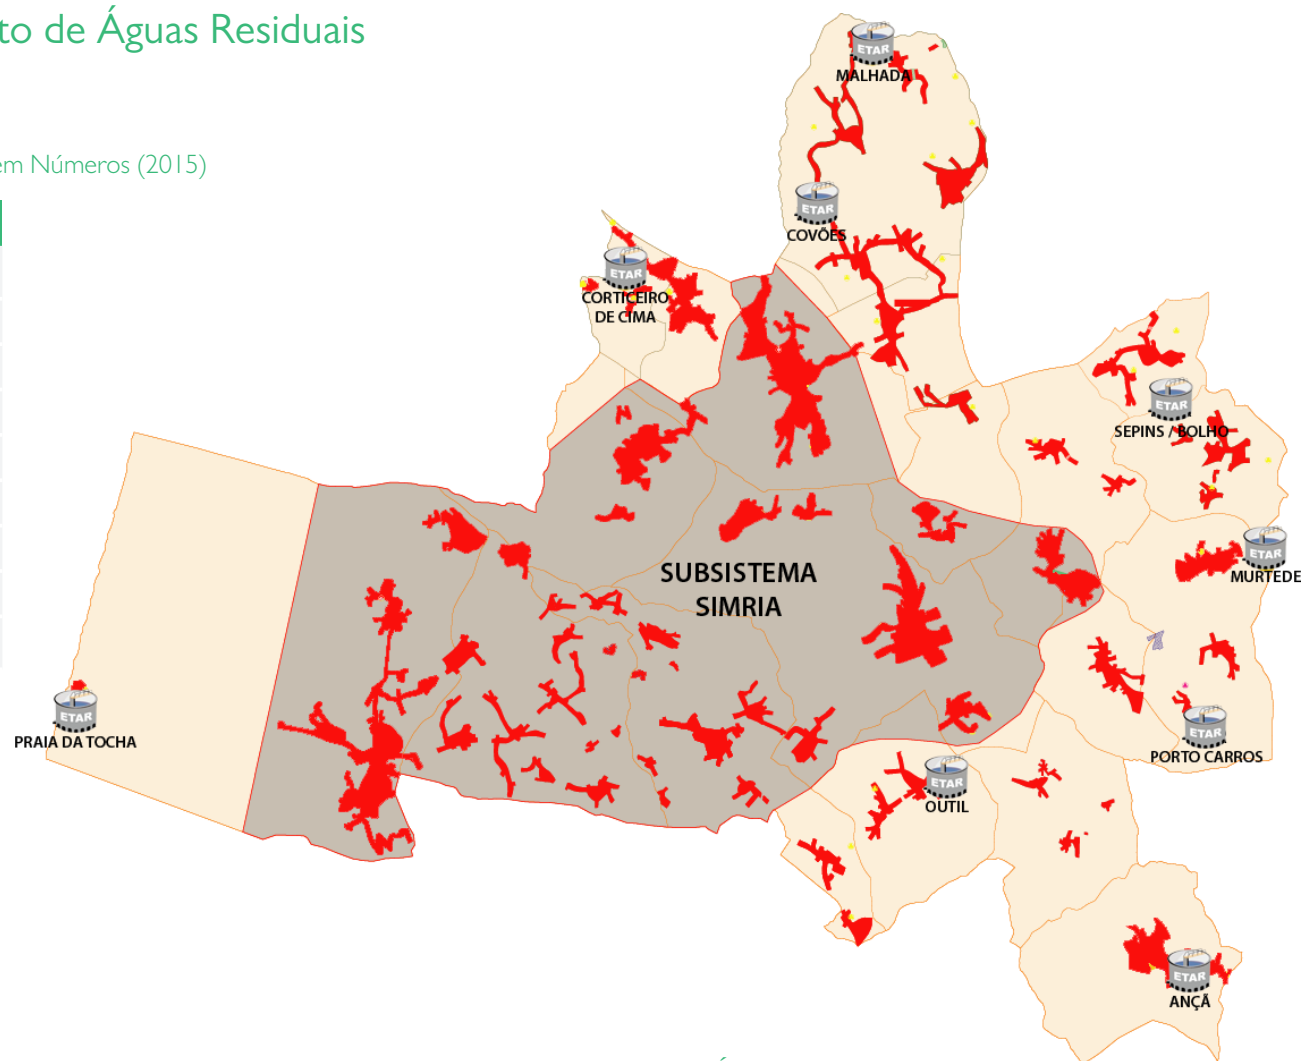 to de Águas Residuais
em Números (2015)
ETAR
MALHADA
ETAR
COVÕES
ETAR
CORTICEIRO
DE CIMA
ETAR
SEPINS / BOLHO
SUBSISTEMA
SIMRIA
ETAR
MURTEDE
ETAR
PRAIA DA TOCHA
ETAR
PORTO CARROS
ETAR
OUTIL
ETAR
ANÇÃ